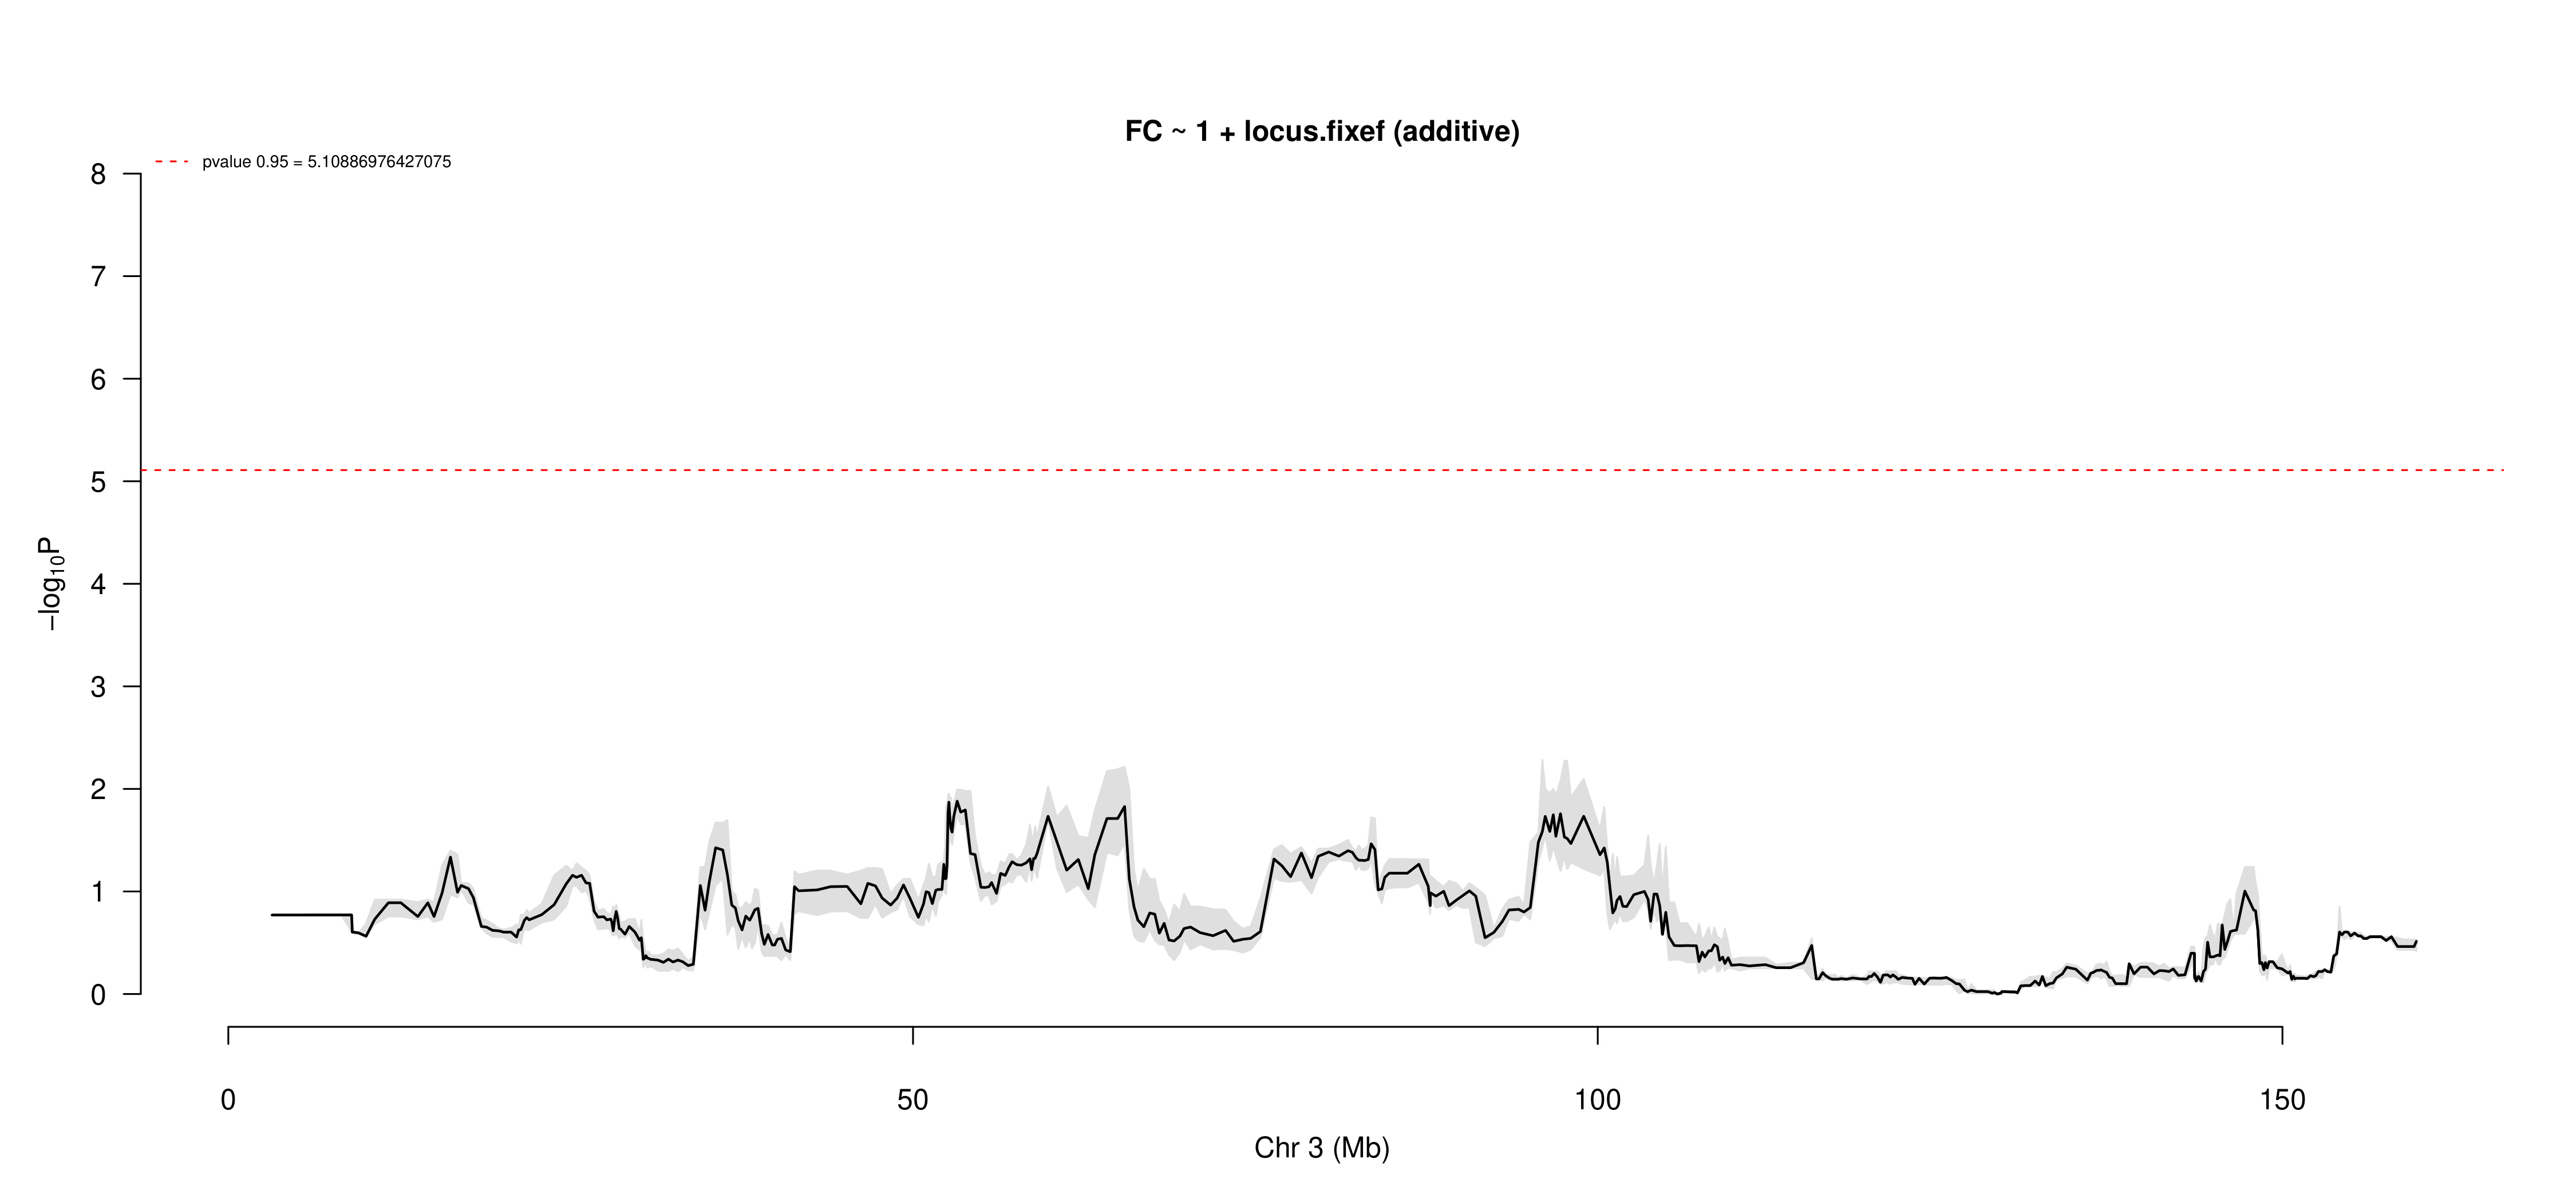 FC ~ 1 + locus.fixef (additive)
pvalue 0.95 = 5.10886976427075
8
7
6
5
4
3
2
1
0
−log10P
0 50 100 150
Chr 3 (Mb)